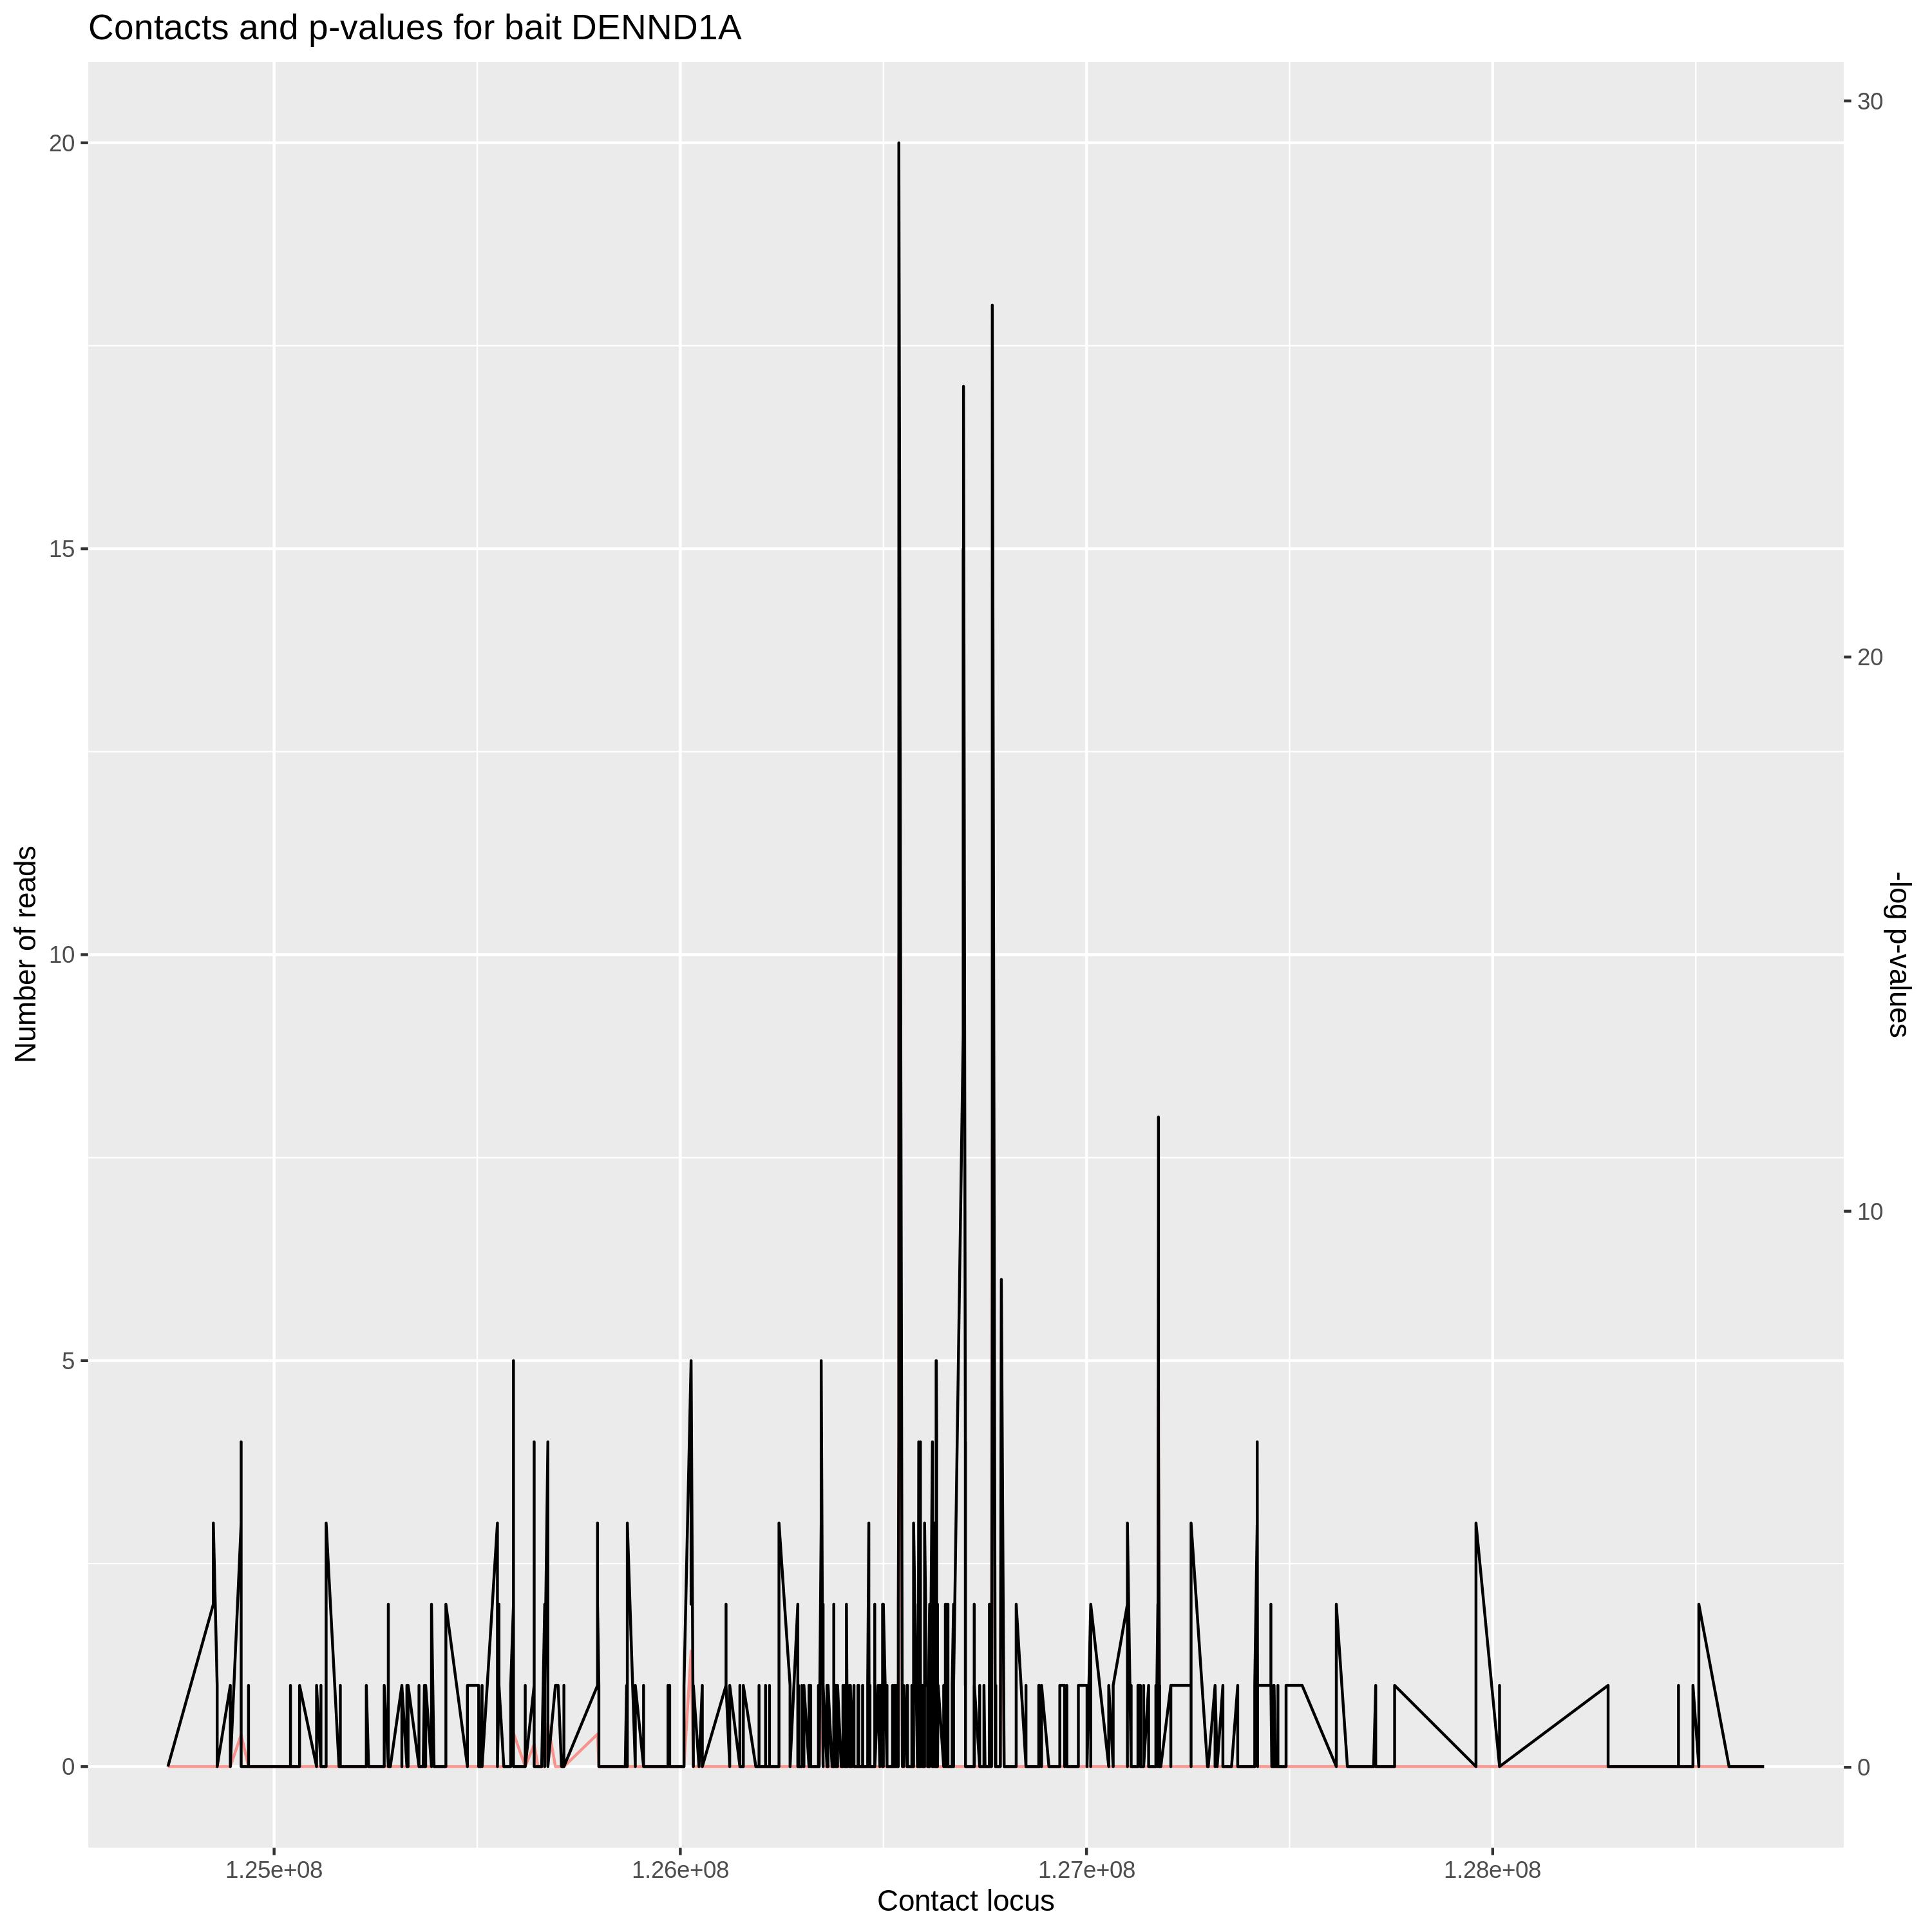 Contacts and p-values for bait DENND1A
Number of reads
20
15
10
5
0
30
20
10
0
-log p-values
1.25e+08
1.26e+08
1.27e+08
1.28e+08
Contact locus